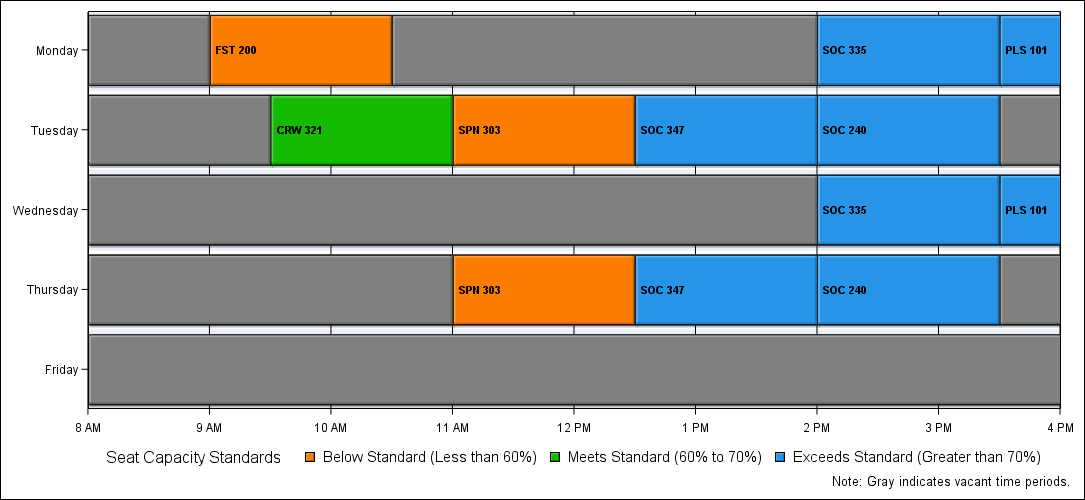 Monday FST 200 SOC 335 PLS 101
Tuesday CRW 321 SPN 303 SOC 347 SOC 240
Wednesday SOC 335 PLS 101
Thursday SPN 303 SOC 347 SOC 240
Friday
8 AM 9 AM 10 AM 11 AM 12 PM 1 PM 2 PM 3 PM 4 PM
Seat Capacity Standards Below Standard (Less than 60%) Meets Standard (60% to 70%) Exceeds Standard (Greater than 70%)
Note: Gray indicates vacant time periods.